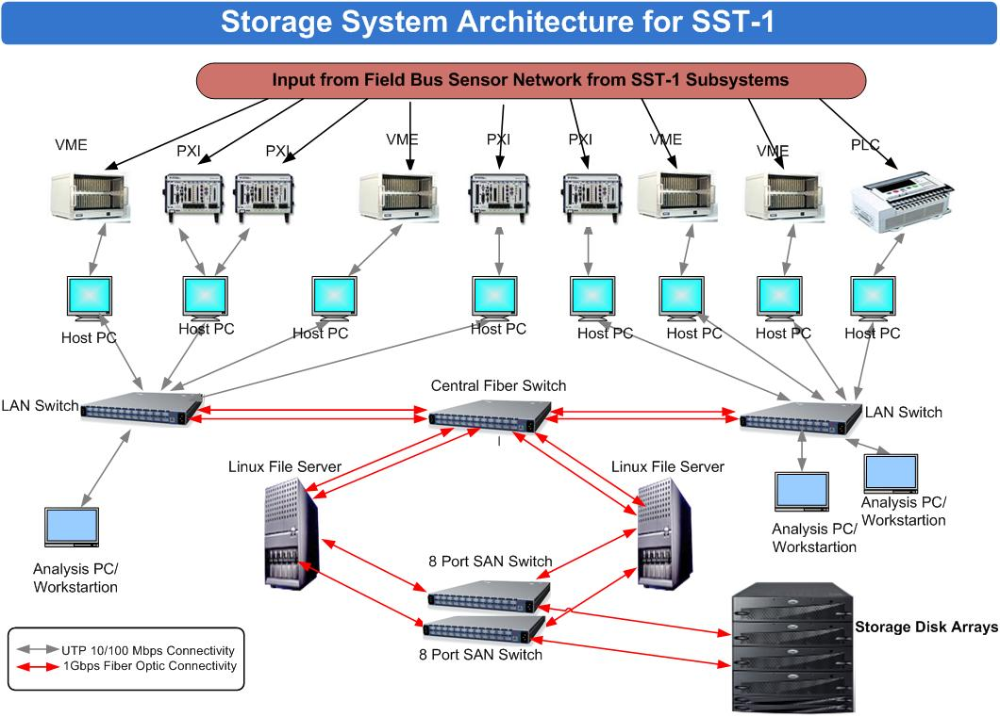 Storage System Architecture for SST-1
Input from Field Bus Sensor Network from SST-1 Subsystems
VME
PXI
PXI
VME
PXI
PXI
VME
VME
PLC
Host PC
Host PC
Host PC
Host PC
Host PC
Host PC
Host PC
Host PC
LAN Switch
Central Fiber Switch
LAN Switch
Linux File Server
Linux File Server
Analysis PC/
Workstartion
Analysis PC/
Workstartion
Analysis PC/
Workstartion
8 Port SAN Switch
8 Port SAN Switch
Storage Disk Arrays
UTP 10/100 Mbps Connectivity
1Gbps Fiber Optic Connectivity